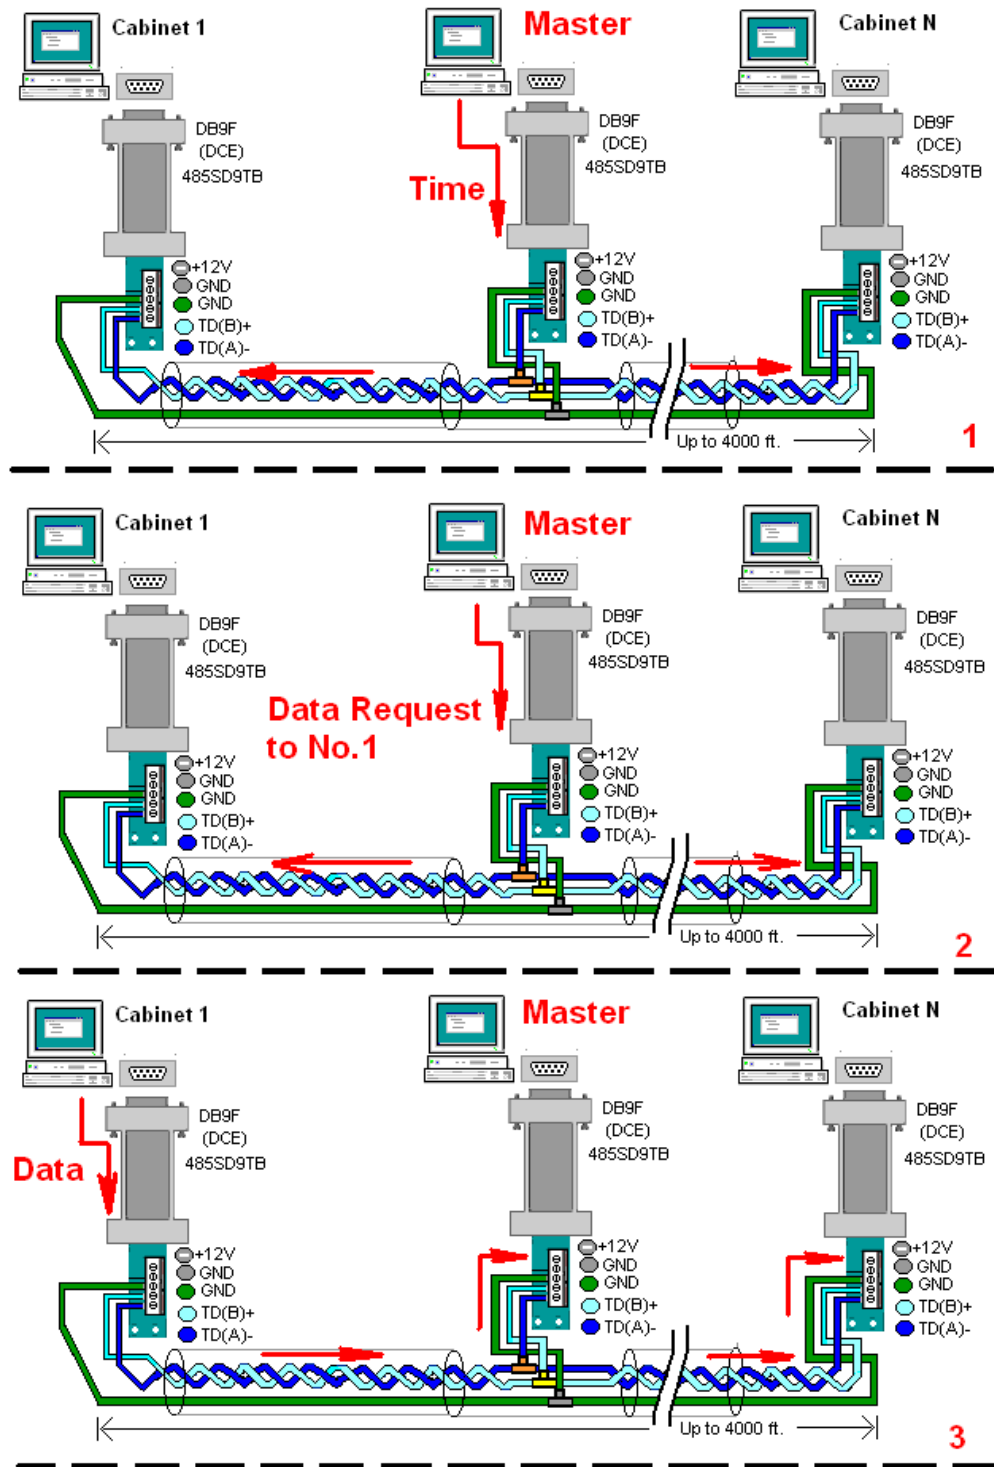 Cabinet 1
Master
Cabinet N
DB9F
(DCE)
485SD9TB
DB9F
(DCE)
485SD9TB
DB9F
(DCE)
485SD9TB
Time
+12V
GND
GND
TD(B)+
TD(A)-
+12V
GND
GND
TD(B)+
TD(A)-
+12V
GND
GND
TD(B)+
TD(A)-
Up to 4000 ft.
1
Cabinet 1
Master
Cabinet N
DB9F
(DCE)
485SD9TB
DB9F
(DCE)
485SD9TB
DB9F
(DCE)
485SD9TB
Data Request
to No.1
+12V
GND
GND
TD(B)+
TD(A)-
+12V
GND
GND
TD(B)+
TD(A)-
+12V
GND
GND
TD(B)+
TD(A)-
Up to 4000 ft.
2
Cabinet 1
Master
Cabinet N
DB9F
(DCE)
485SD9TB
DB9F
(DCE)
485SD9TB
DB9F
(DCE)
485SD9TB
Data
+12V
GND
GND
TD(B)+
TD(A)-
+12V
GND
GND
TD(B)+
TD(A)-
+12V
GND
GND
TD(B)+
TD(A)-
Up to 4000 ft.
3